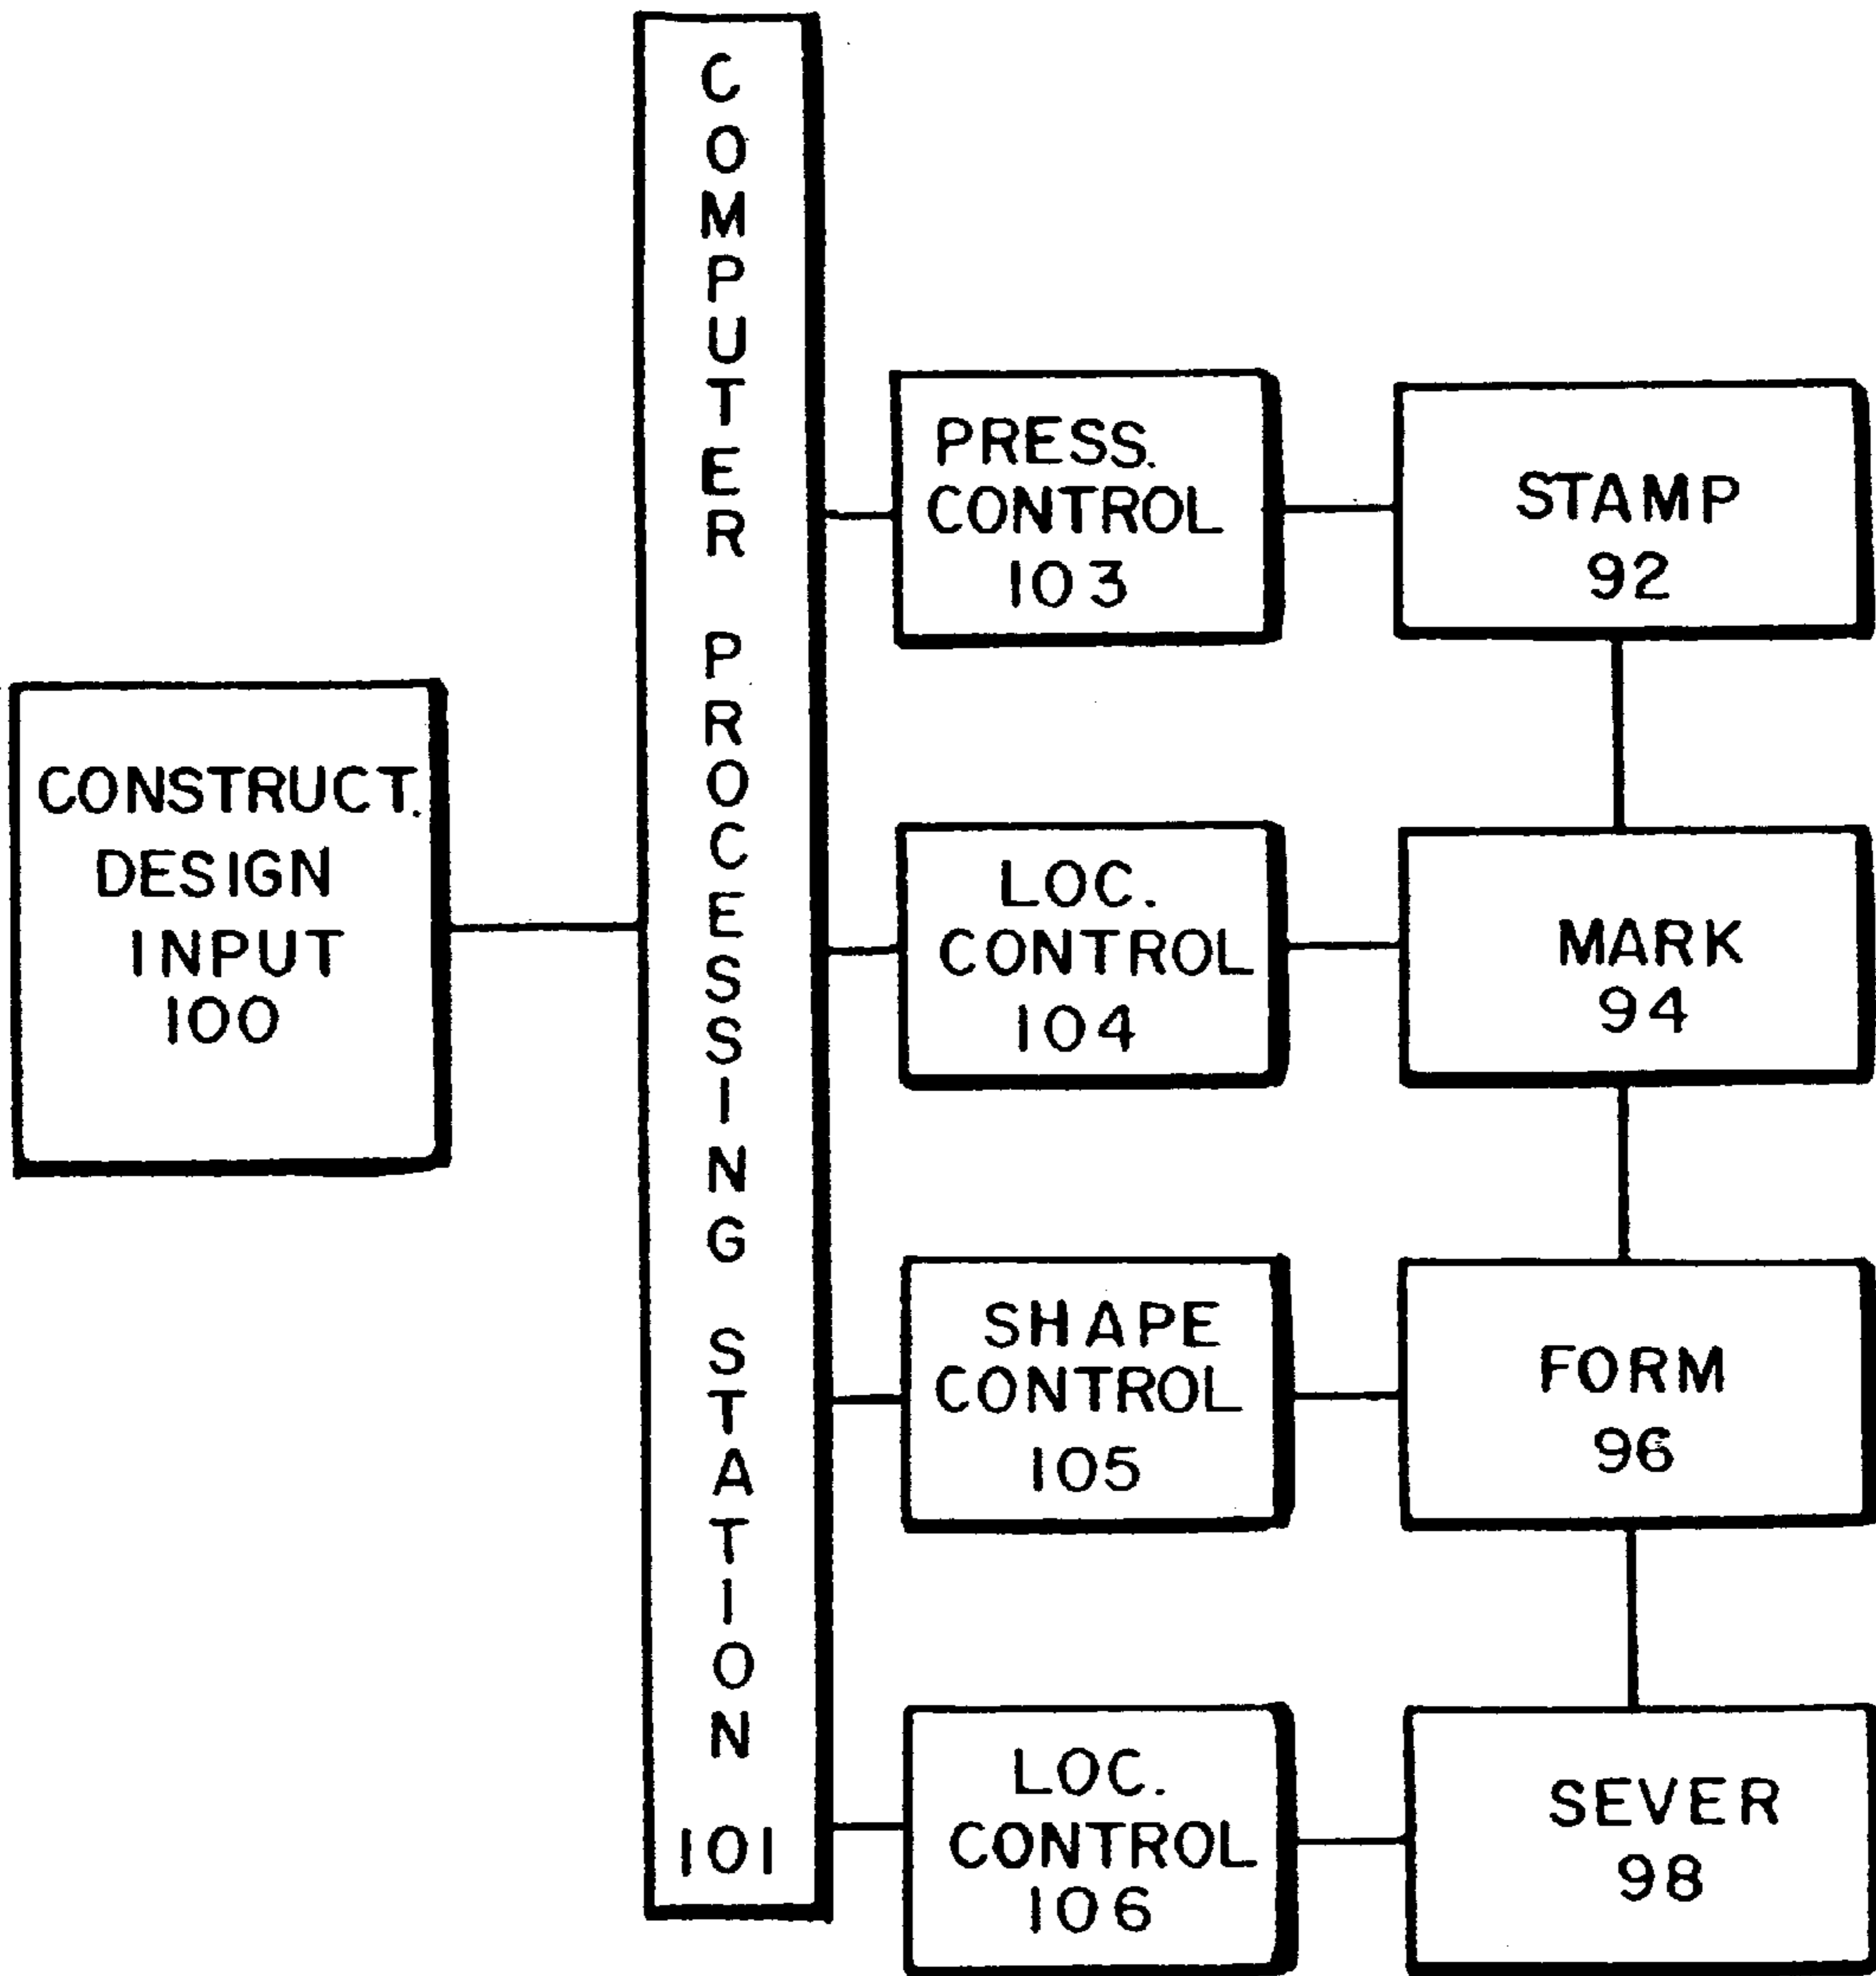 CONSTRUCT.
DESIGN
INPUT
100
COMPUTER PROCESSING STATION
101
PRESS.
CONTROL
103
STAMP
92
LOC.
CONTROL
104
MARK
94
SHAPE
CONTROL
105
FORM
96
LOC.
CONTROL
106
SEVER
98